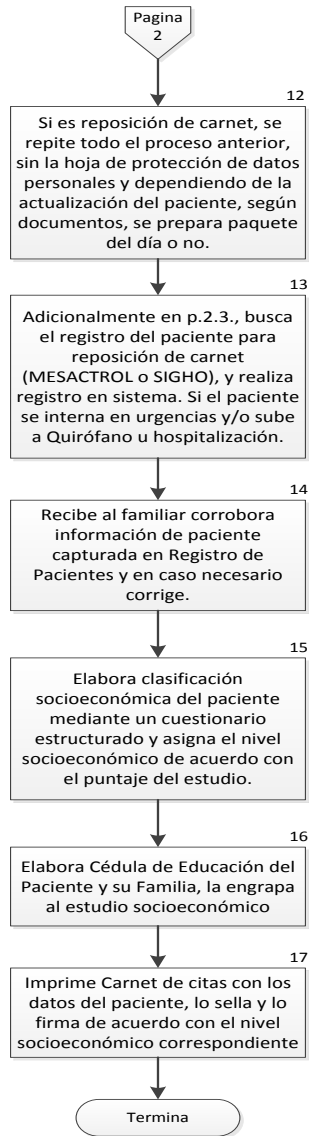 Pagina
2
12
Si es reposición de carnet, se
repite todo el proceso anterior,
sin la hoja de protección de datos
personales y dependiendo de la
actualización del paciente, según
documentos, se prepara paquete
del día o no.
13
Adicionalmente en p.2.3., busca
el registro del paciente para
reposición de carnet
(MESACTROL o SIGHO), y realiza
registro en sistema. Si el paciente
se interna en urgencias y/o sube
a Quirófano u hospitalización.
14
Recibe al familiar corrobora
información de paciente
capturada en Registro de
Pacientes y en caso necesario
corrige.
15
Elabora clasificación
socioeconómica del paciente
mediante un cuestionario
estructurado y asigna el nivel
socioeconómico de acuerdo con
el puntaje del estudio.
16
Elabora Cédula de Educación del
Paciente y su Familia, la engrapa
al estudio socioeconómico
17
Imprime Carnet de citas con los
datos del paciente, lo sella y lo
firma de acuerdo con el nivel
socioeconómico correspondiente
Termina